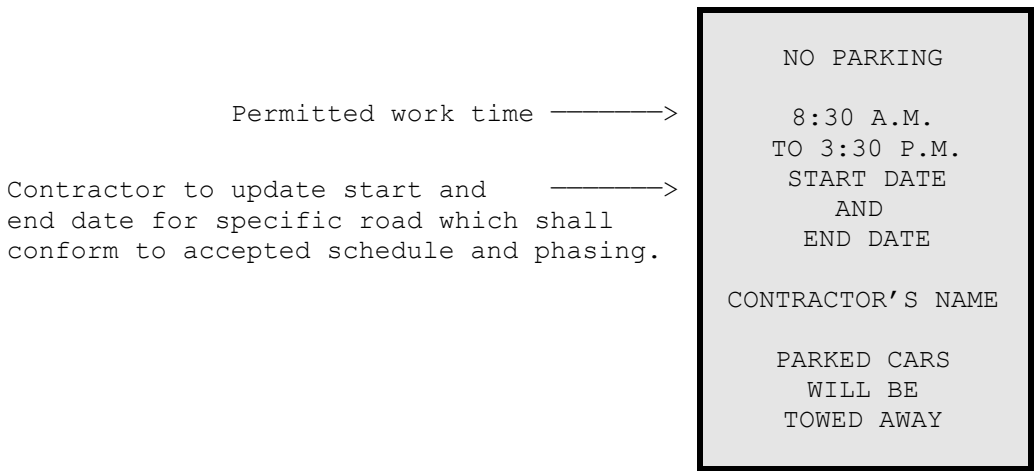 NO PARKING
Permitted work time ———————>
8:30 A.M.
TO 3:30 P.M.
Contractor to update start and ———————>
end date for specific road which shall
conform to accepted schedule and phasing.
START DATE
AND
END DATE
CONTRACTOR’S NAME
PARKED CARS
WILL BE
TOWED AWAY